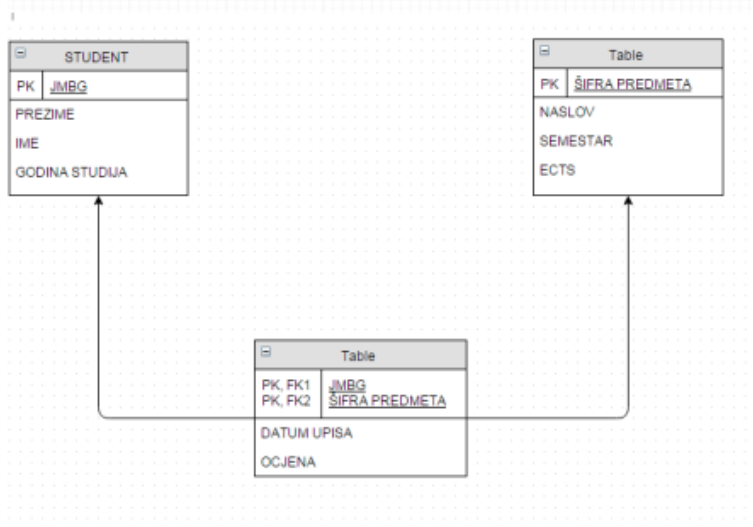 STUDENT
PK JMBG
PREZIME
IME
GODINA STUDIJA
Table
PK ŠIFRA PREDMETA
NASLOV
SEMESTAR
ECTS
Table
PK, FK1 JMBG
PK, FK2 ŠIFRA PREDMETA
DATUM UPISA
OCJENA